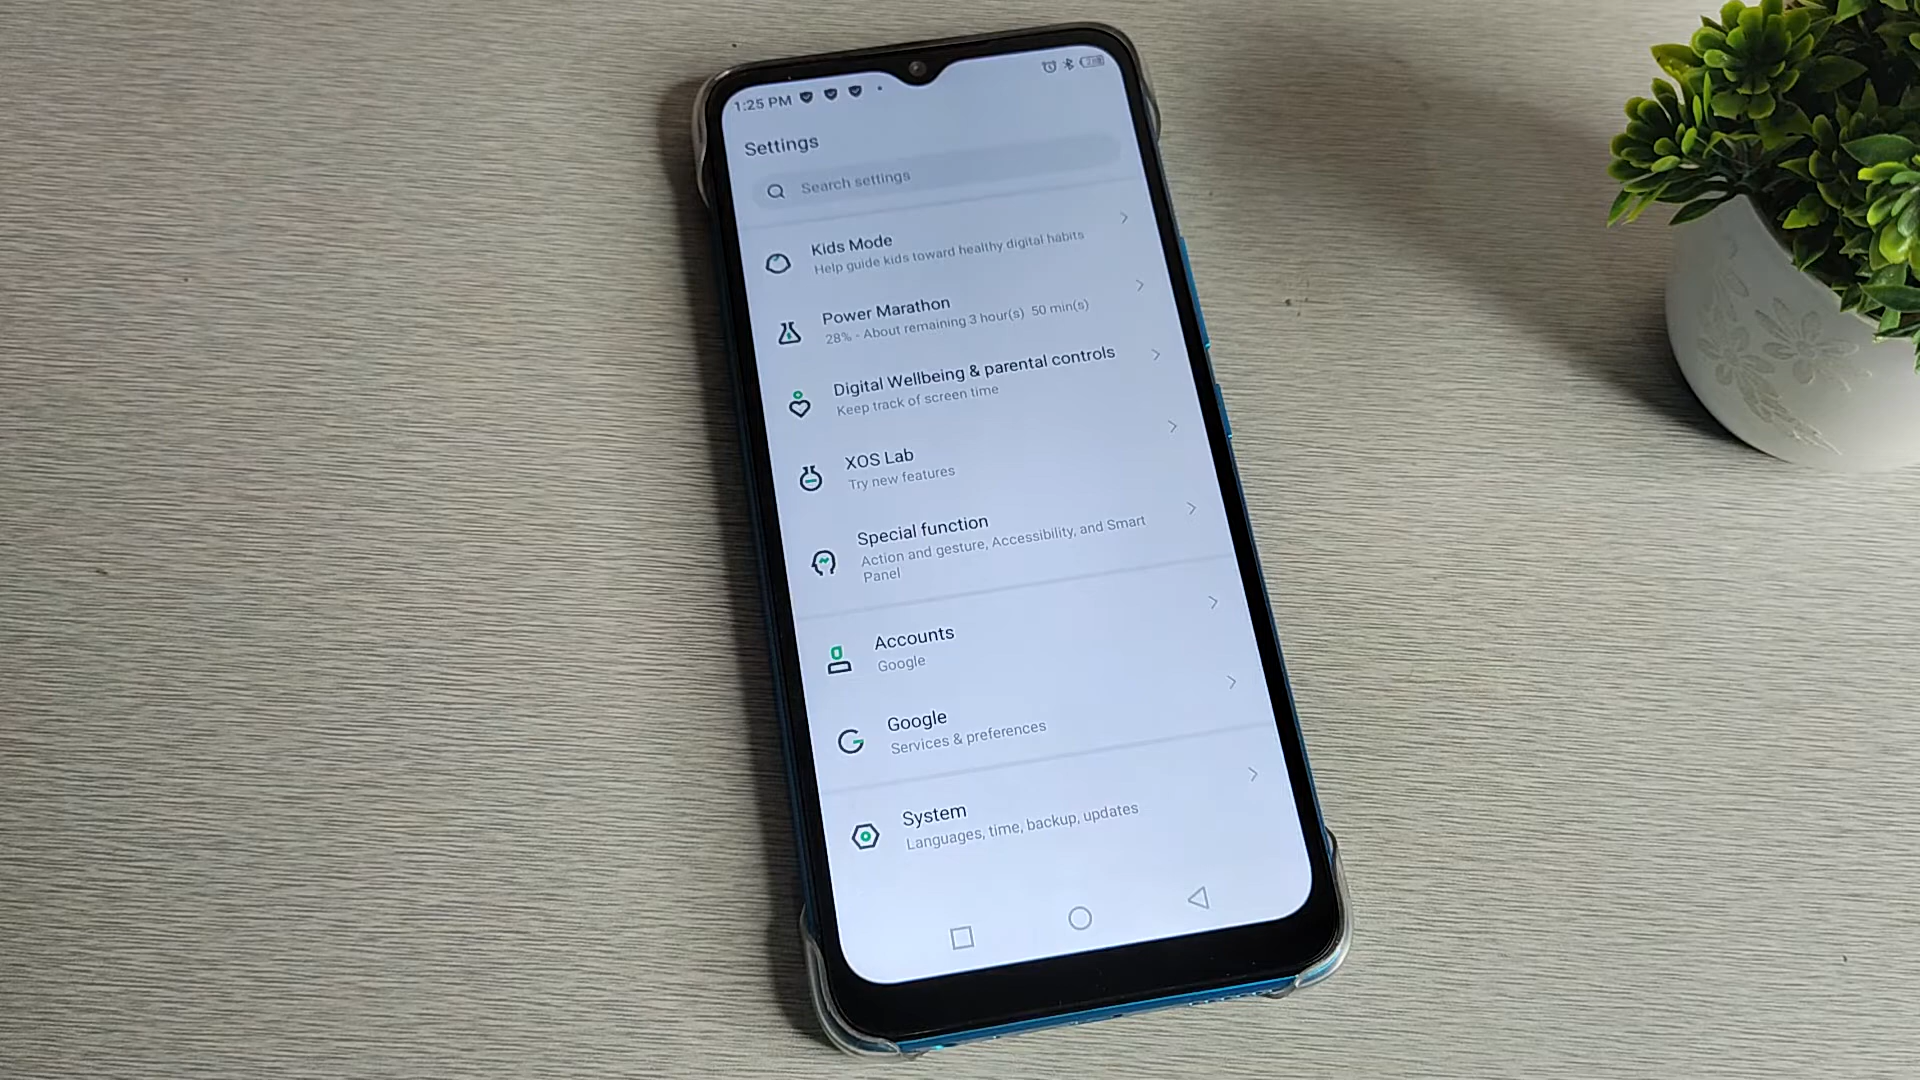 1:25 PM
Settings
Search settings
Kids Mode
Help guide kids toward healthy digital habits
Power Marathon
28% - About remaining 3 hour(s) 50 min(s)
Digital Wellbeing & parental controls
Keep track of screen time
XOS Lab
Try new features
Special function
Action and gesture, Accessibility, and Smart
Panel
Accounts
Google
Google
Services & preferences
System
Languages, time, backup, updates